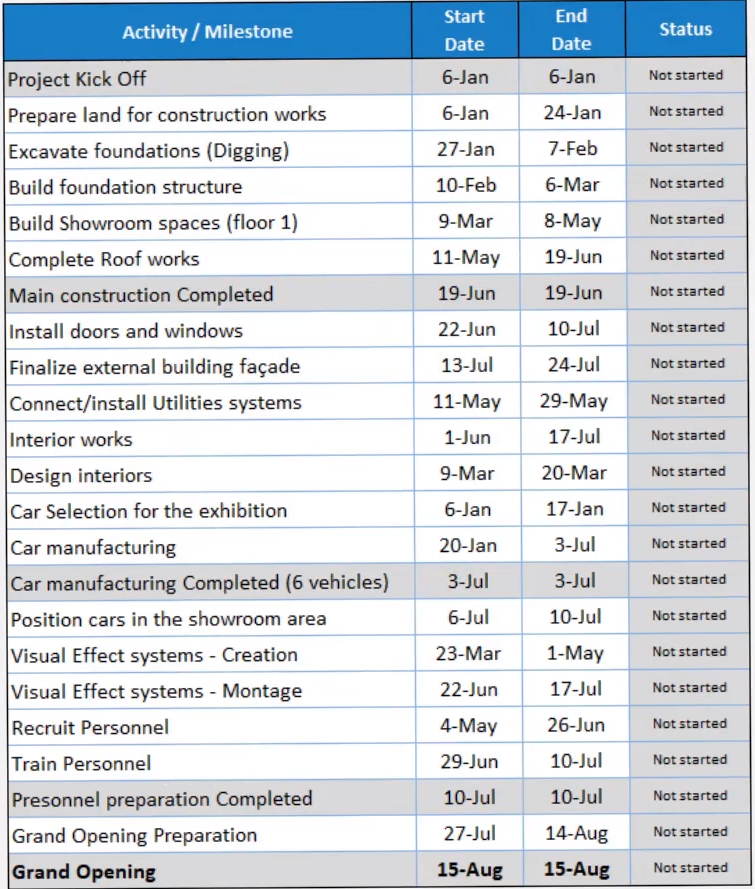 Activity / Milestone Start Date End Date Status
Project Kick Off 6-Jan 6-Jan Not started
Prepare land for construction works 6-Jan 24-Jan Not started
Excavate foundations (Digging) 27-Jan 7-Feb Not started
Build foundation structure 10-Feb 6-Mar Not started
Build Showroom spaces (floor 1) 9-Mar 8-May Not started
Complete Roof works 11-May 19-Jun Not started
Main construction Completed 19-Jun 19-Jun Not started
Install doors and windows 22-Jun 10-Jul Not started
Finalize external building façade 13-Jul 24-Jul Not started
Connect/install Utilities systems 11-May 29-May Not started
Interior works 1-Jun 17-Jul Not started
Design interiors 9-Mar 20-Mar Not started
Car Selection for the exhibition 6-Jan 17-Jan Not started
Car manufacturing 20-Jan 3-Jul Not started
Car manufacturing Completed (6 vehicles) 3-Jul 3-Jul Not started
Position cars in the showroom area 6-Jul 10-Jul Not started
Visual Effect systems - Creation 23-Mar 1-May Not started
Visual Effect systems - Montage 22-Jun 17-Jul Not started
Recruit Personnel 4-May 26-Jun Not started
Train Personnel 29-Jun 10-Jul Not started
Presonnel preparation Completed 10-Jul 10-Jul Not started
Grand Opening Preparation 27-Jul 14-Aug Not started
Grand Opening 15-Aug 15-Aug Not started